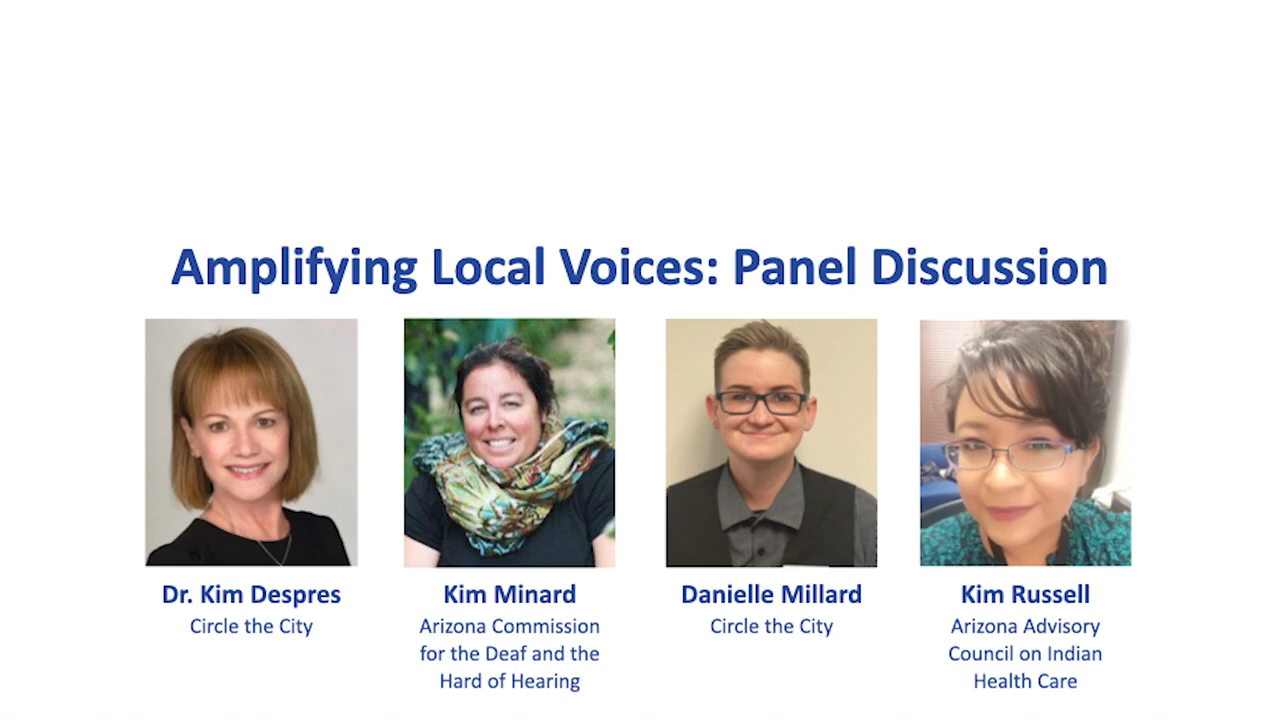 Amplifying Local Voices: Panel Discussion
Dr. Kim Despres
Circle the City
Kim Minard
Arizona Commission
for the Deaf and the
Hard of Hearing
Danielle Millard
Circle the City
Kim Russell
Arizona Advisory
Council on Indian
Health Care